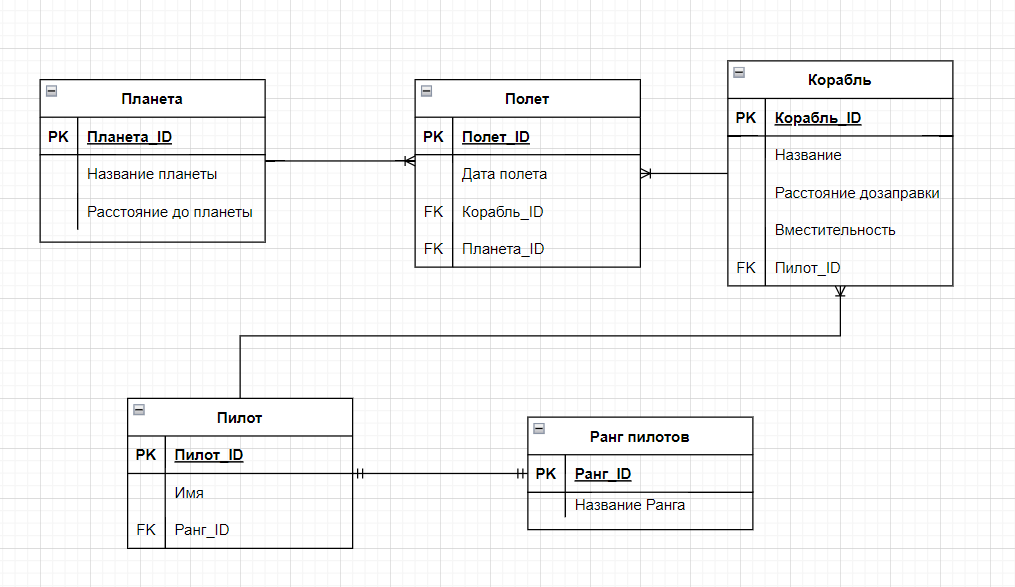 Планета
PK Планета_ID
Название планеты
Расстояние до планеты
Полет
PK Полет_ID
Дата полета
FK Корабль_ID
FK Планета_ID
Корабль
PK Корабль_ID
Название
Расстояние дозаправки
Вместительность
FK Пилот_ID
Пилот
PK Пилот_ID
Имя
FK Ранг_ID
Ранг пилотов
PK Ранг_ID
Название Ранга